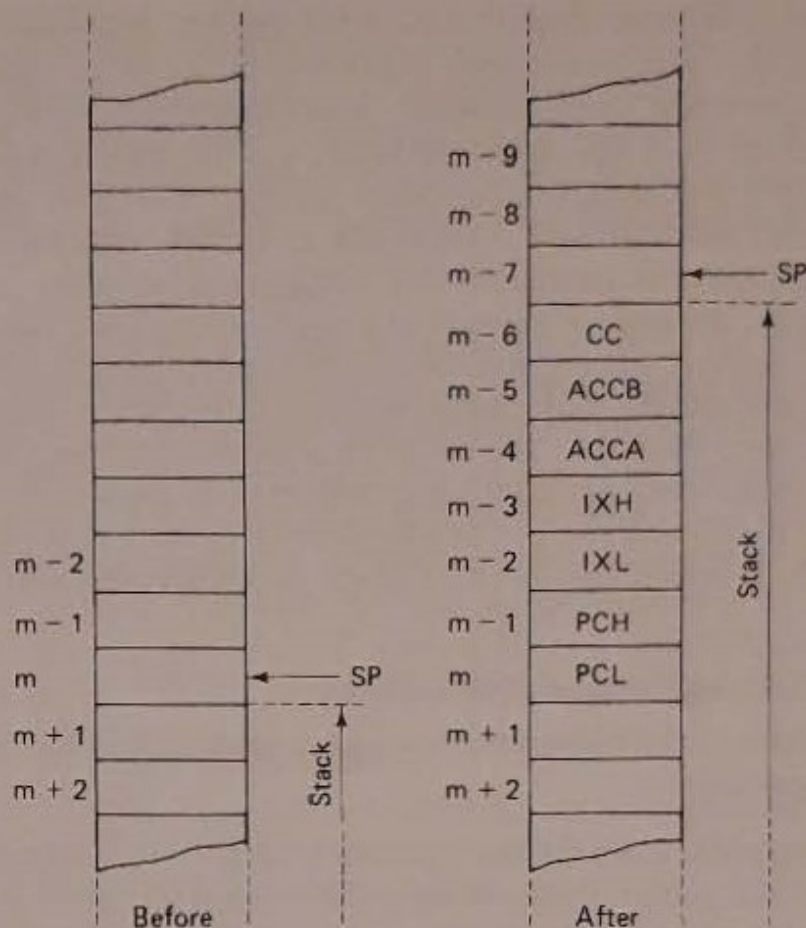 m − 9
m − 8
m − 7
SP
m − 6 CC
m − 5 ACCB
m − 4 ACCA
m − 3 IXH
m − 2
m − 2 IXL
m − 1
m − 1 PCH
m
SP
m PCL
m + 1
m + 1
m + 2
m + 2
Stack
Stack
Before
After